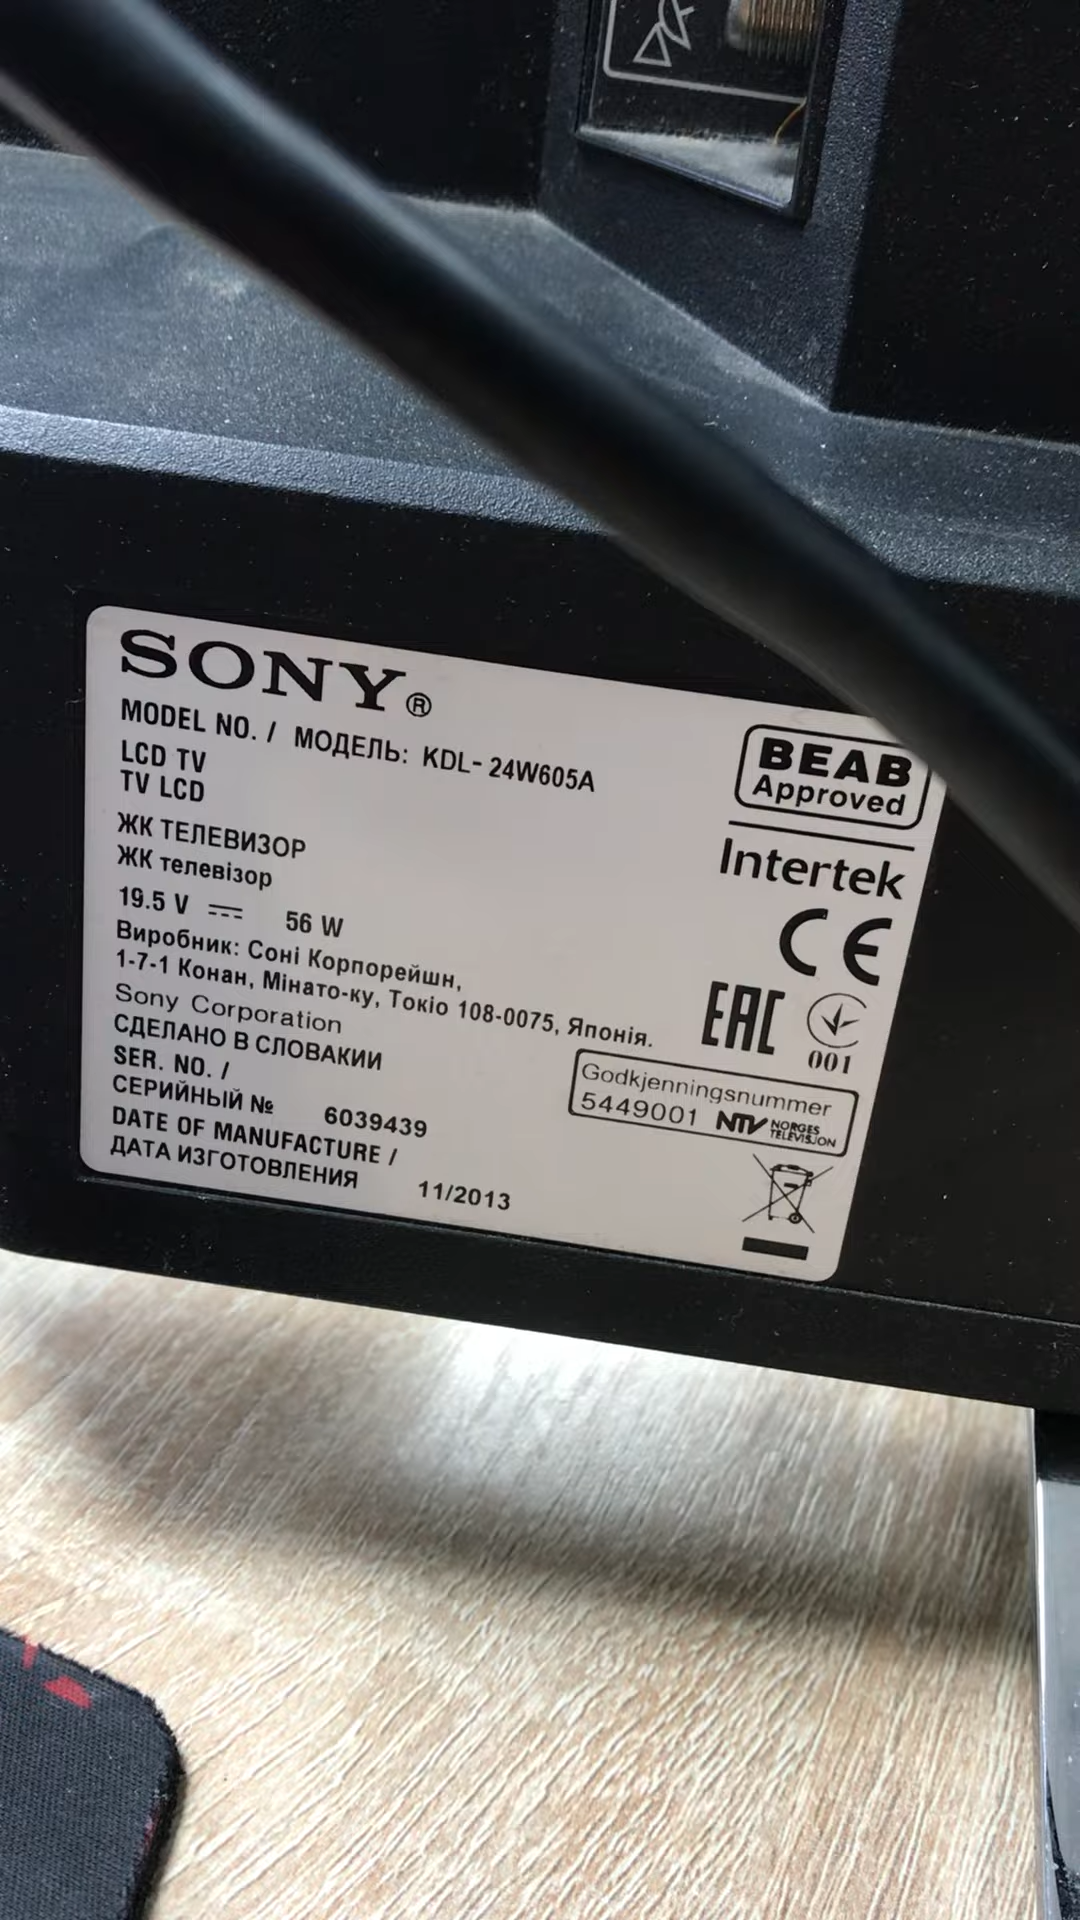 SONY®
MODEL NO. / МОДЕЛЬ: KDL-24W605A
LCD TV
TV LCD
ЖК ТЕЛЕВИЗОР
ЖК телевізор
19.5 V ⎓ 56 W
Виробник: Соні Корпорейшн,
1-7-1 Конан, Мінато-ку, Токіо 108-0075, Японія.
Sony Corporation
СДЕЛАНО В СЛОВАКИИ
SER. NO. /
СЕРИЙНЫЙ № 6039439
DATE OF MANUFACTURE /
ДАТА ИЗГОТОВЛЕНИЯ 11/2013
BEAB
Approved
Intertek
CE
EAC
001
Godkjenningsnummer
5449001 NTV NORGES
TELEVISJON